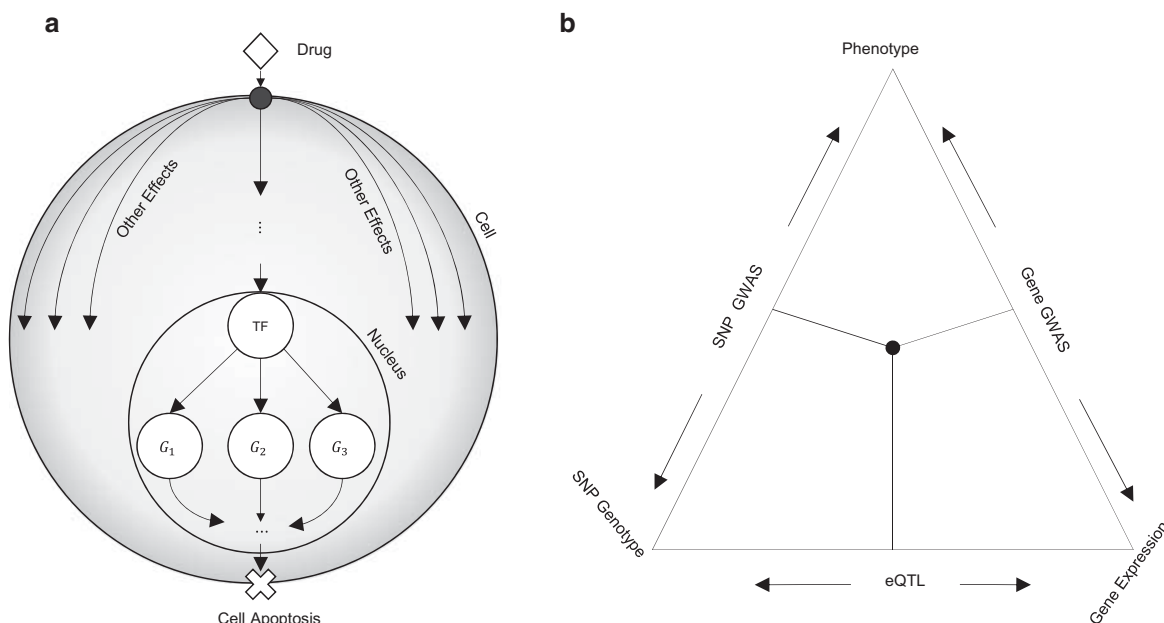 a
Drug
Other Effects
Other Effects
Cell
...
TF
Nucleus
G1
G2
G3
...
Cell Apoptosis
b
Phenotype
SNP GWAS
Gene GWAS
SNP Genotype
eQTL
Gene Expression